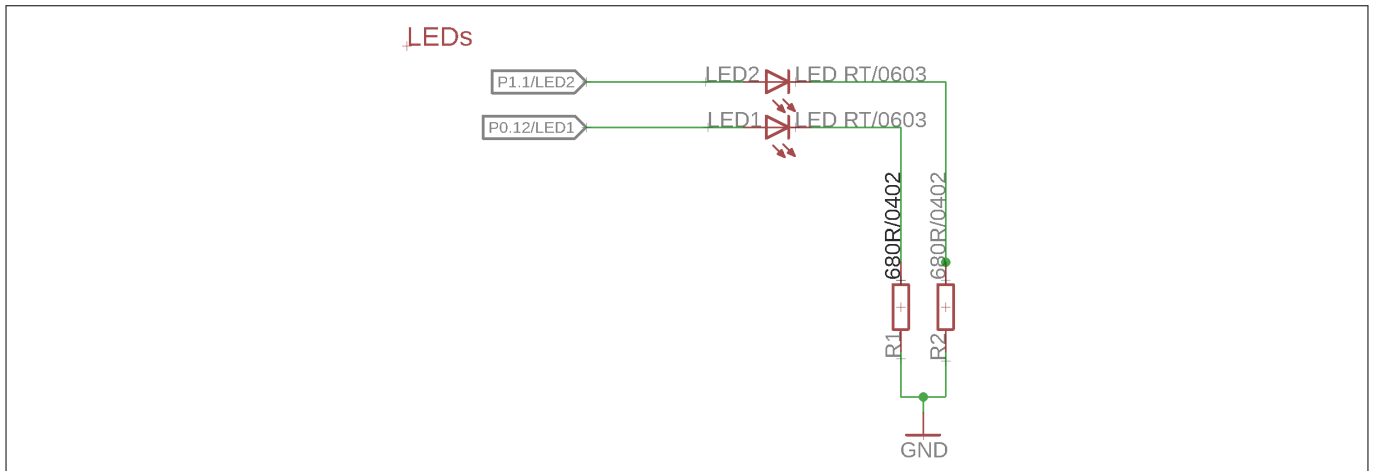 LEDs
P1.1/LED2
LED2
LED RT/0603
P0.12/LED1
LED1
LED RT/0603
680R/0402
680R/0402
R1
R2
GND